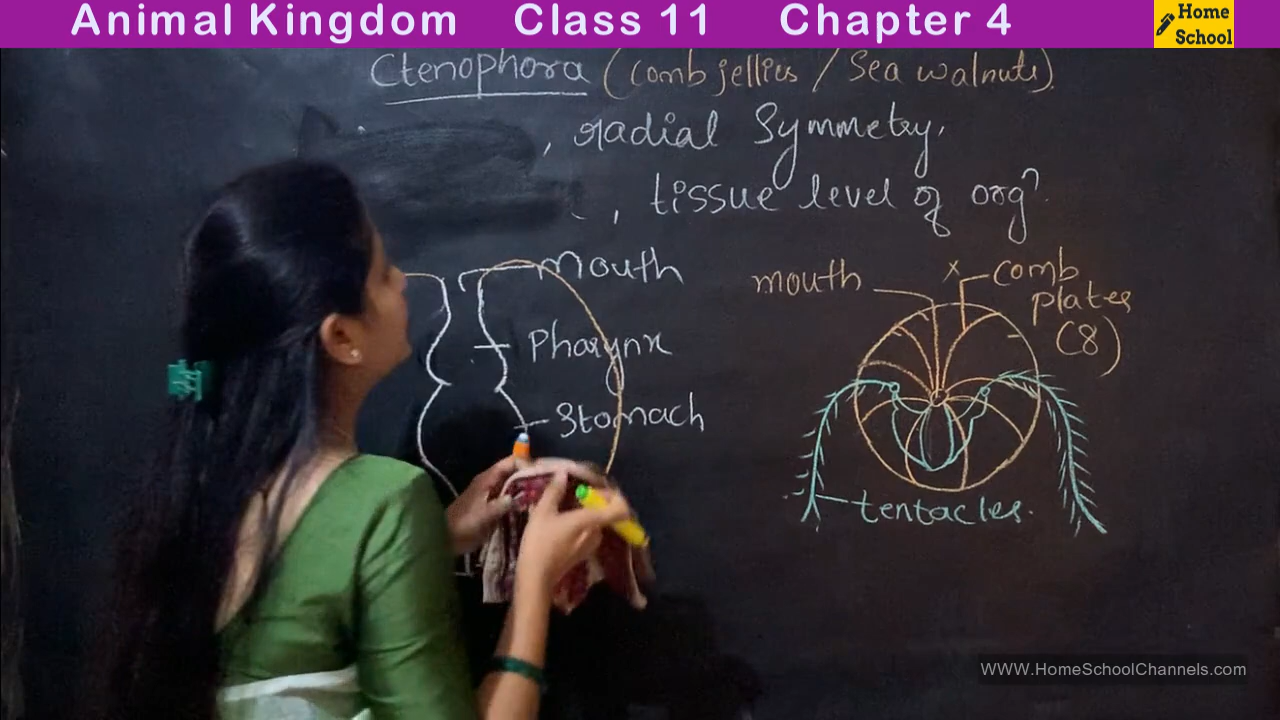 Animal Kingdom Class 11 Chapter 4
Home
School
Ctenophora (Comb jellies / Sea walnuts)
, radial Symmetry,
, tissue level of orgⁿ
mouth
Pharynx
Stomach
mouth
x
comb
plates
(8)
tentacles.
WWW.HomeSchoolChannels.com